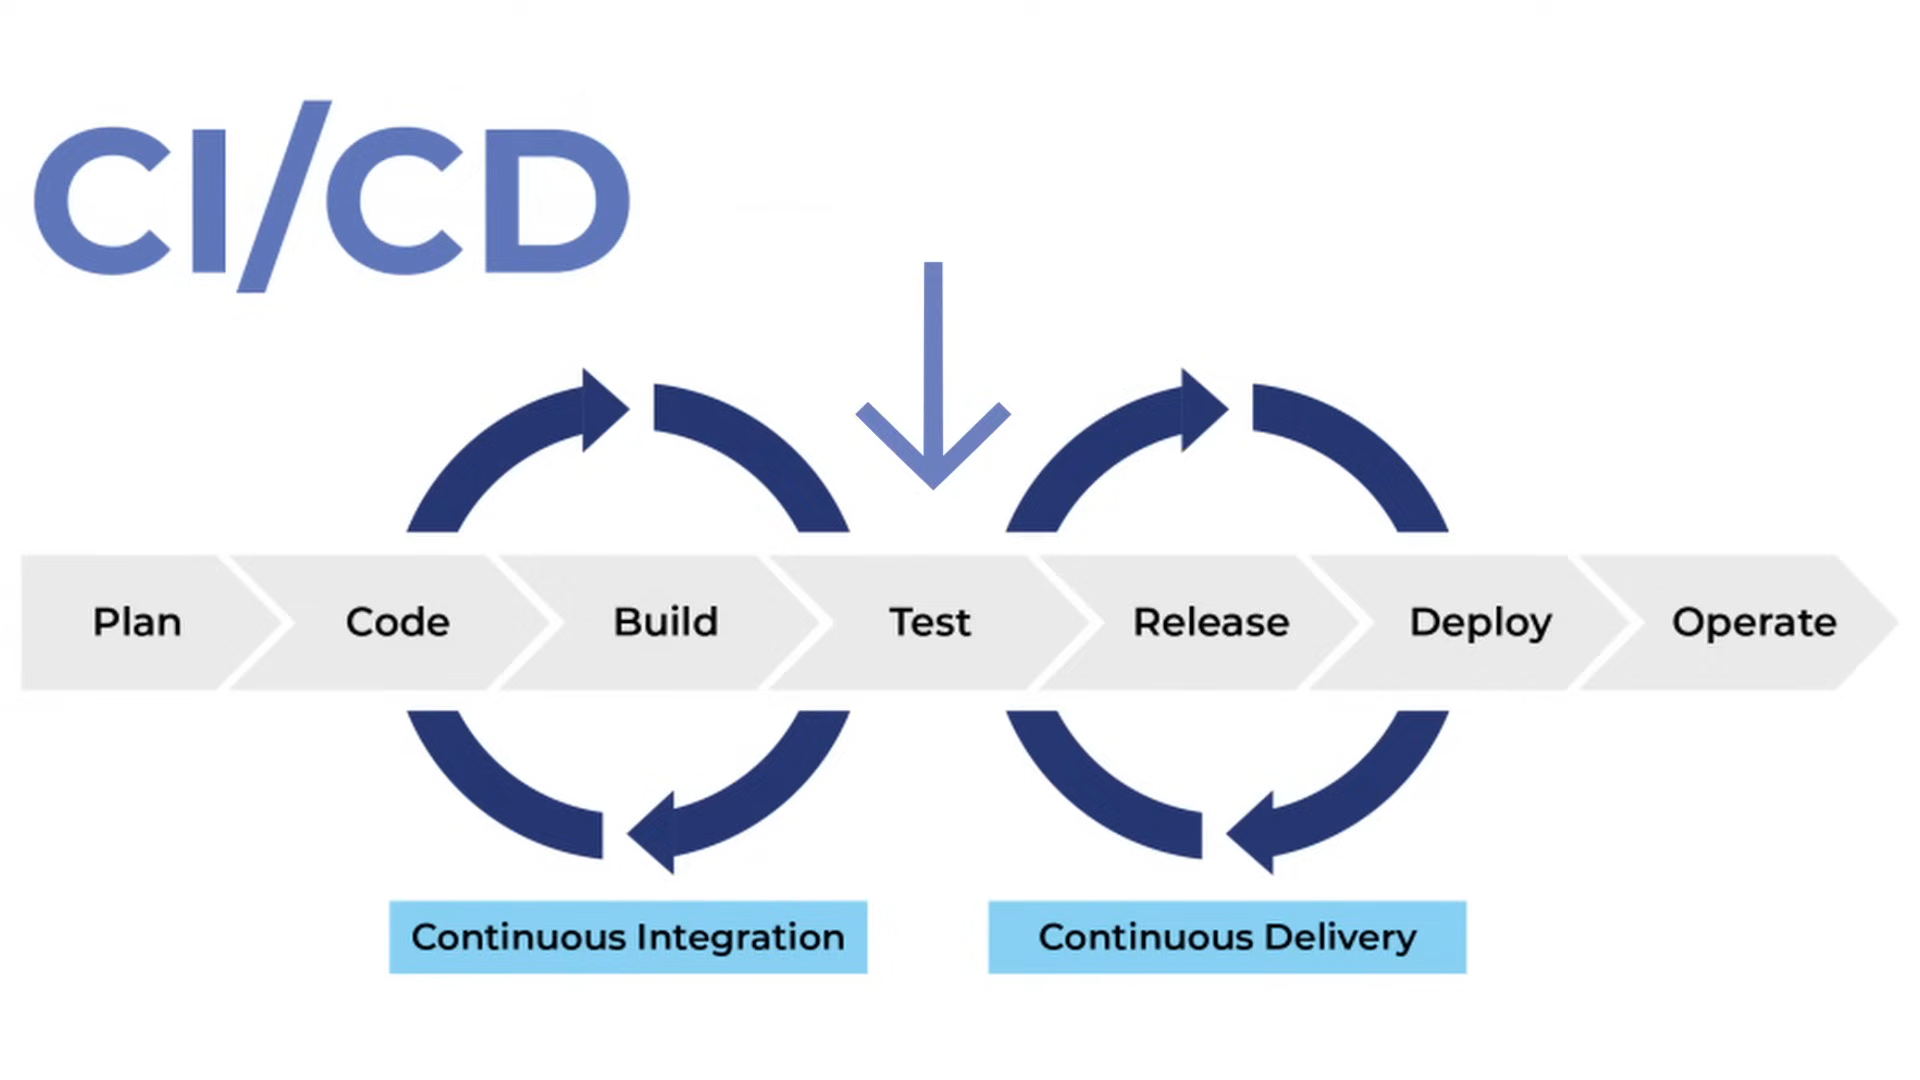 CI/CD
Plan Code Build Test Release Deploy Operate
Continuous Integration Continuous Delivery